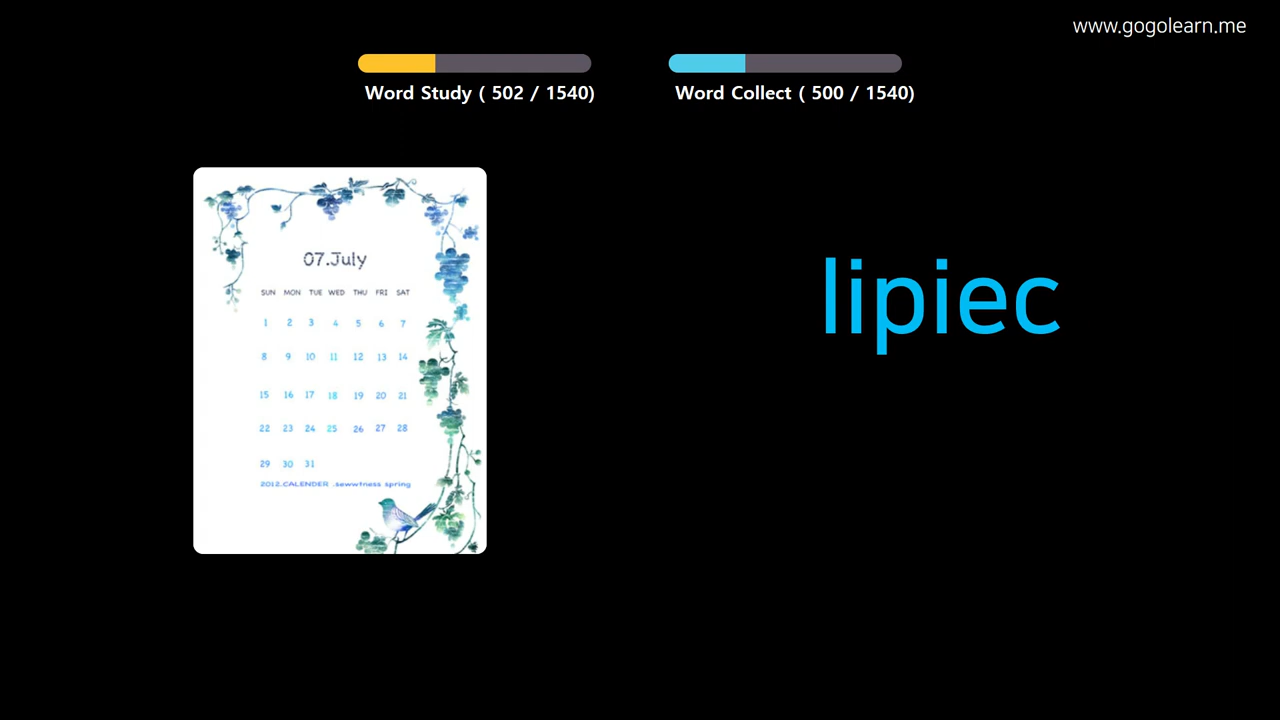 www.gogolearn.me
Word Study ( 502 / 1540)
Word Collect ( 500 / 1540)
07.July
SUN MON TUE WED THU FRI SAT
1 2 3 4 5 6 7
8 9 10 11 12 13 14
15 16 17 18 19 20 21
22 23 24 25 26 27 28
29 30 31
2012.CALENDER .sewwtness spring
lipiec